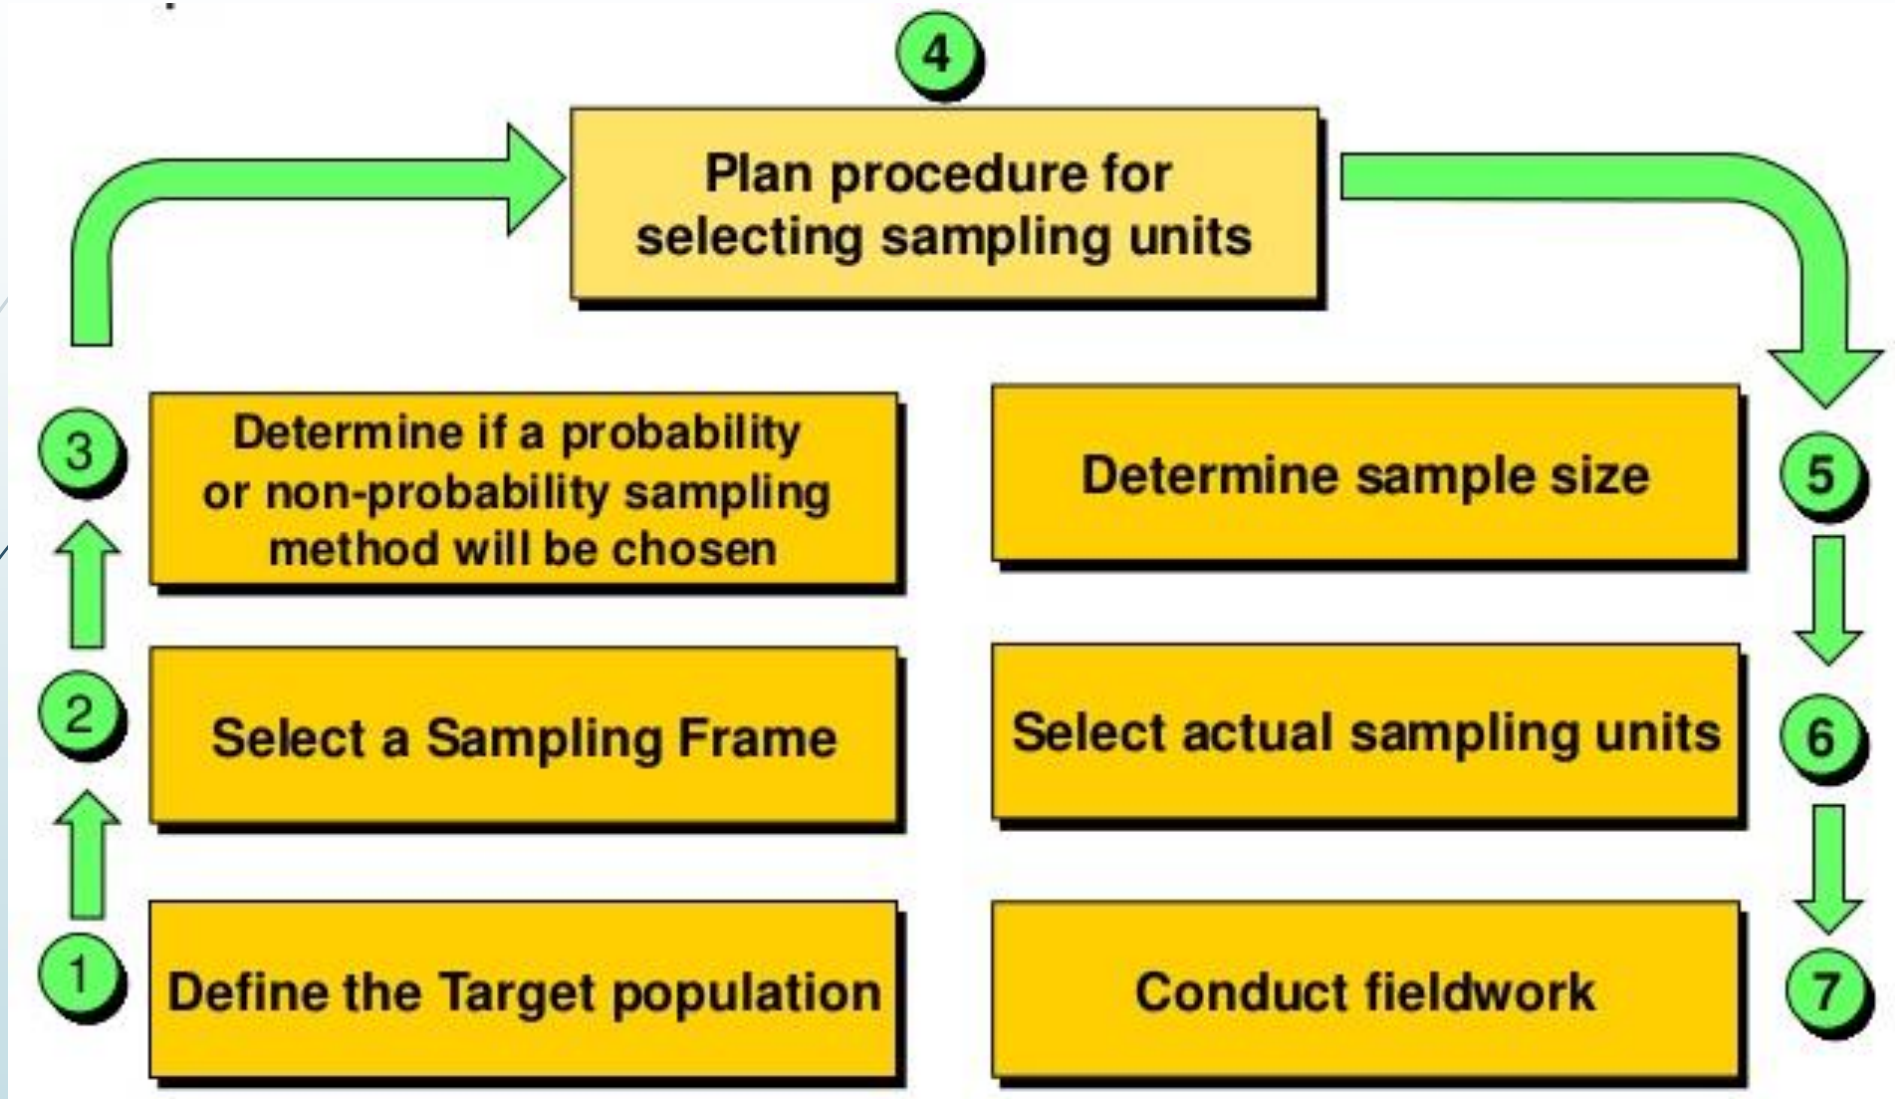 4
Plan procedure for
selecting sampling units
3
Determine if a probability
or non-probability sampling
method will be chosen
2
Select a Sampling Frame
1
Define the Target population
Determine sample size
5
Select actual sampling units
6
Conduct fieldwork
7